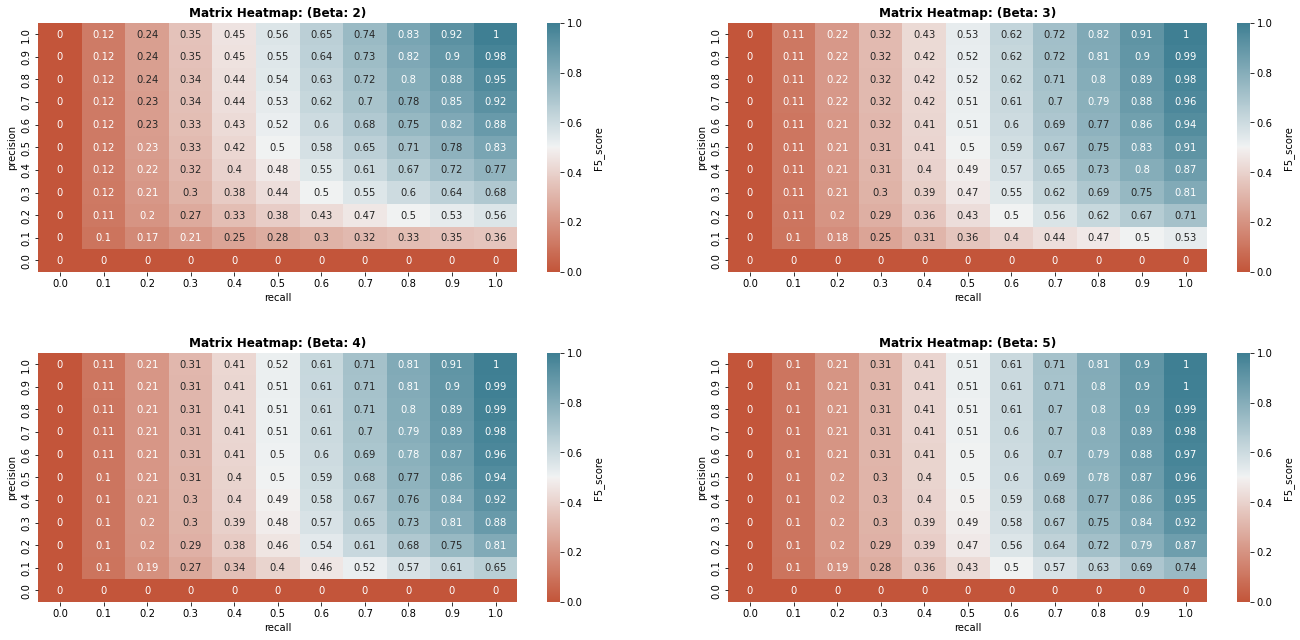 Matrix Heatmap: (Beta: 2)
precision
1.0 0 0.12 0.24 0.35 0.45 0.56 0.65 0.74 0.83 0.92 1
0.9 0 0.12 0.24 0.35 0.45 0.55 0.64 0.73 0.82 0.9 0.98
0.8 0 0.12 0.24 0.34 0.44 0.54 0.63 0.72 0.8 0.88 0.95
0.7 0 0.12 0.23 0.34 0.44 0.53 0.62 0.7 0.78 0.85 0.92
0.6 0 0.12 0.23 0.33 0.43 0.52 0.6 0.68 0.75 0.82 0.88
0.5 0 0.12 0.23 0.33 0.42 0.5 0.58 0.65 0.71 0.78 0.83
0.4 0 0.12 0.22 0.32 0.4 0.48 0.55 0.61 0.67 0.72 0.77
0.3 0 0.12 0.21 0.3 0.38 0.44 0.5 0.55 0.6 0.64 0.68
0.2 0 0.11 0.2 0.27 0.33 0.38 0.43 0.47 0.5 0.53 0.56
0.1 0 0.1 0.17 0.21 0.25 0.28 0.3 0.32 0.33 0.35 0.36
0.0 0 0 0 0 0 0 0 0 0 0 0
0.0 0.1 0.2 0.3 0.4 0.5 0.6 0.7 0.8 0.9 1.0
recall
1.0
0.8
0.6
0.4
0.2
0.0
F5_score
Matrix Heatmap: (Beta: 3)
precision
1.0 0 0.11 0.22 0.32 0.43 0.53 0.62 0.72 0.82 0.91 1
0.9 0 0.11 0.22 0.32 0.42 0.52 0.62 0.72 0.81 0.9 0.99
0.8 0 0.11 0.22 0.32 0.42 0.52 0.62 0.71 0.8 0.89 0.98
0.7 0 0.11 0.22 0.32 0.42 0.51 0.61 0.7 0.79 0.88 0.96
0.6 0 0.11 0.21 0.32 0.41 0.51 0.6 0.69 0.77 0.86 0.94
0.5 0 0.11 0.21 0.31 0.41 0.5 0.59 0.67 0.75 0.83 0.91
0.4 0 0.11 0.21 0.31 0.4 0.49 0.57 0.65 0.73 0.8 0.87
0.3 0 0.11 0.21 0.3 0.39 0.47 0.55 0.62 0.69 0.75 0.81
0.2 0 0.11 0.2 0.29 0.36 0.43 0.5 0.56 0.62 0.67 0.71
0.1 0 0.1 0.18 0.25 0.31 0.36 0.4 0.44 0.47 0.5 0.53
0.0 0 0 0 0 0 0 0 0 0 0 0
0.0 0.1 0.2 0.3 0.4 0.5 0.6 0.7 0.8 0.9 1.0
recall
1.0
0.8
0.6
0.4
0.2
0.0
F5_score
Matrix Heatmap: (Beta: 4)
precision
1.0 0 0.11 0.21 0.31 0.41 0.52 0.61 0.71 0.81 0.91 1
0.9 0 0.11 0.21 0.31 0.41 0.51 0.61 0.71 0.81 0.9 0.99
0.8 0 0.11 0.21 0.31 0.41 0.51 0.61 0.71 0.8 0.89 0.99
0.7 0 0.11 0.21 0.31 0.41 0.51 0.61 0.7 0.79 0.89 0.98
0.6 0 0.11 0.21 0.31 0.41 0.5 0.6 0.69 0.78 0.87 0.96
0.5 0 0.1 0.21 0.31 0.4 0.5 0.59 0.68 0.77 0.86 0.94
0.4 0 0.1 0.21 0.3 0.4 0.49 0.58 0.67 0.76 0.84 0.92
0.3 0 0.1 0.2 0.3 0.39 0.48 0.57 0.65 0.73 0.81 0.88
0.2 0 0.1 0.2 0.29 0.38 0.46 0.54 0.61 0.68 0.75 0.81
0.1 0 0.1 0.19 0.27 0.34 0.4 0.46 0.52 0.57 0.61 0.65
0.0 0 0 0 0 0 0 0 0 0 0 0
0.0 0.1 0.2 0.3 0.4 0.5 0.6 0.7 0.8 0.9 1.0
recall
1.0
0.8
0.6
0.4
0.2
0.0
F5_score
Matrix Heatmap: (Beta: 5)
precision
1.0 0 0.1 0.21 0.31 0.41 0.51 0.61 0.71 0.81 0.9 1
0.9 0 0.1 0.21 0.31 0.41 0.51 0.61 0.71 0.8 0.9 1
0.8 0 0.1 0.21 0.31 0.41 0.51 0.61 0.7 0.8 0.9 0.99
0.7 0 0.1 0.21 0.31 0.41 0.51 0.6 0.7 0.8 0.89 0.98
0.6 0 0.1 0.21 0.31 0.41 0.5 0.6 0.7 0.79 0.88 0.97
0.5 0 0.1 0.21 0.3 0.4 0.5 0.6 0.69 0.78 0.87 0.96
0.4 0 0.1 0.2 0.3 0.4 0.5 0.59 0.68 0.77 0.86 0.95
0.3 0 0.1 0.2 0.3 0.39 0.49 0.58 0.67 0.75 0.84 0.92
0.2 0 0.1 0.2 0.29 0.39 0.47 0.56 0.64 0.72 0.79 0.87
0.1 0 0.1 0.19 0.28 0.36 0.43 0.5 0.57 0.63 0.69 0.74
0.0 0 0 0 0 0 0 0 0 0 0 0
0.0 0.1 0.2 0.3 0.4 0.5 0.6 0.7 0.8 0.9 1.0
recall
1.0
0.8
0.6
0.4
0.2
0.0
F5_score